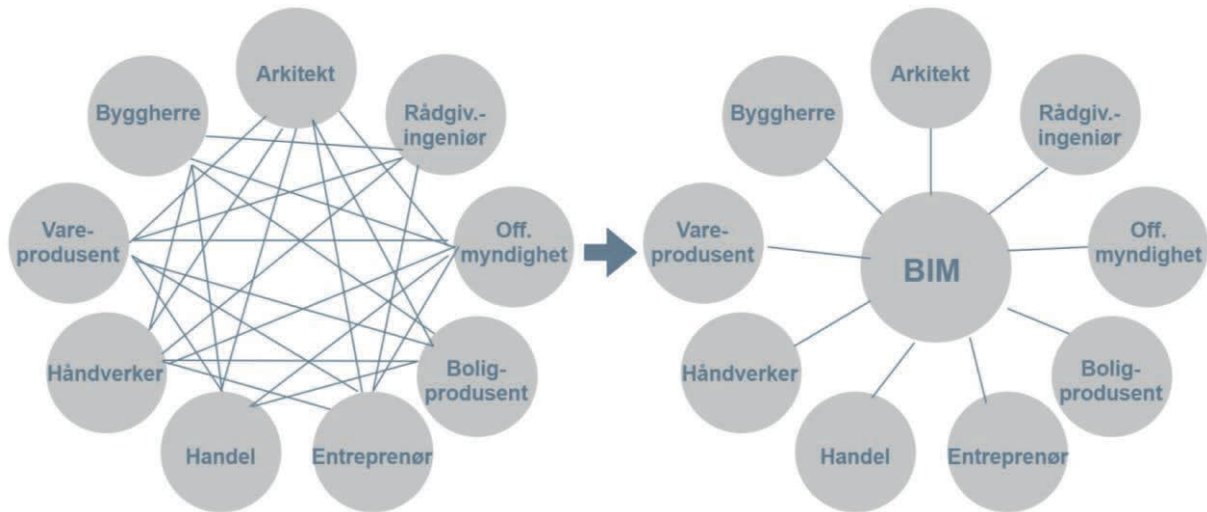 Arkitekt
Byggherre
Rådgiv.-
ingeniør
Vare-
produsent
Off.
myndighet
Håndverker
Bolig-
produsent
Handel
Entreprenør
Arkitekt
Byggherre
Rådgiv.-
ingeniør
Vare-
produsent
BIM
Off.
myndighet
Håndverker
Bolig-
produsent
Handel
Entreprenør